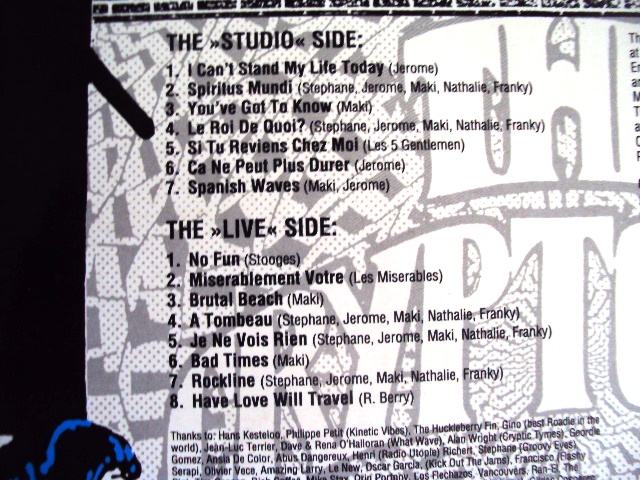 THE »STUDIO« SIDE:
1. I Can't Stand My Life Today (Jerome)
2. Spiritus Mundi (Stephane, Jerome, Maki, Nathalie, Franky)
3. You've Got To Know (Maki)
4. Le Roi De Quoi? (Stephane, Jerome, Maki, Nathalie, Franky)
5. Si Tu Reviens Chez Moi (Les 5 Gentlemen)
6. Ca Ne Peut Plus Durer (Jerome)
7. Spanish Waves (Maki, Jerome)
THE »LIVE« SIDE:
1. No Fun (Stooges)
2. Miserablement Votre (Les Miserables)
3. Brutal Beach (Maki)
4. A Tombeau (Stephane, Jerome, Maki, Nathalie, Franky)
5. Je Ne Vois Rien (Stephane, Jerome, Maki, Nathalie, Franky)
6. Bad Times (Maki)
7. Rockline (Stephane, Jerome, Maki, Nathalie, Franky)
8. Have Love Will Travel (R. Berry)
Thanks to: Hans Kesteloo, Philippe Petit (Kinetic Vibes), The Huckleberry Fin, Gino (best Roadie in the
world), Jean-Luc Terrier, Dave & Rena O'Halloran (What Wave), Alan Wright (Cryptic Tymes), Geordie
Gomez, Ansia De Color, Abus Dangereux, Henri (Radio Utopie) Richert, Stephane (Groovy Eyes),
Serapi, Olivier Vece, Amazing Larry, Le New, Oscar Garcia, (Kick Out The Jams), Francisco (Flashy
Los Flechazos, Vancouvers,